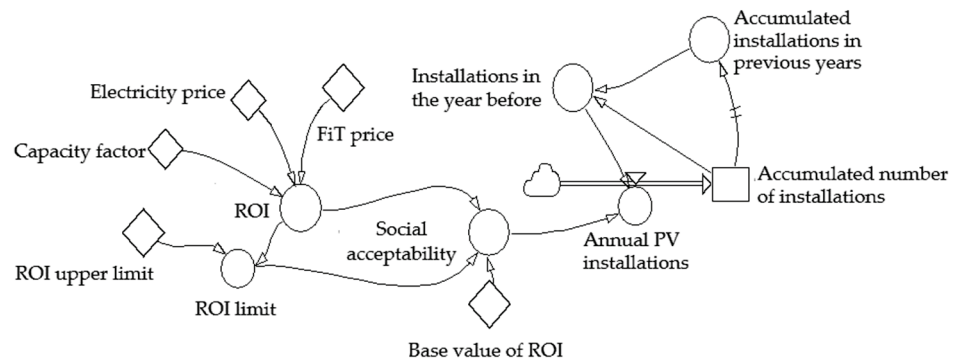 Accumulated
installations in
previous years
Installations in
the year before
Electricity price
FiT price
Capacity factor
Accumulated number
of installations
ROI
Social
acceptability
Annual PV
installations
ROI upper limit
ROI limit
Base value of ROI